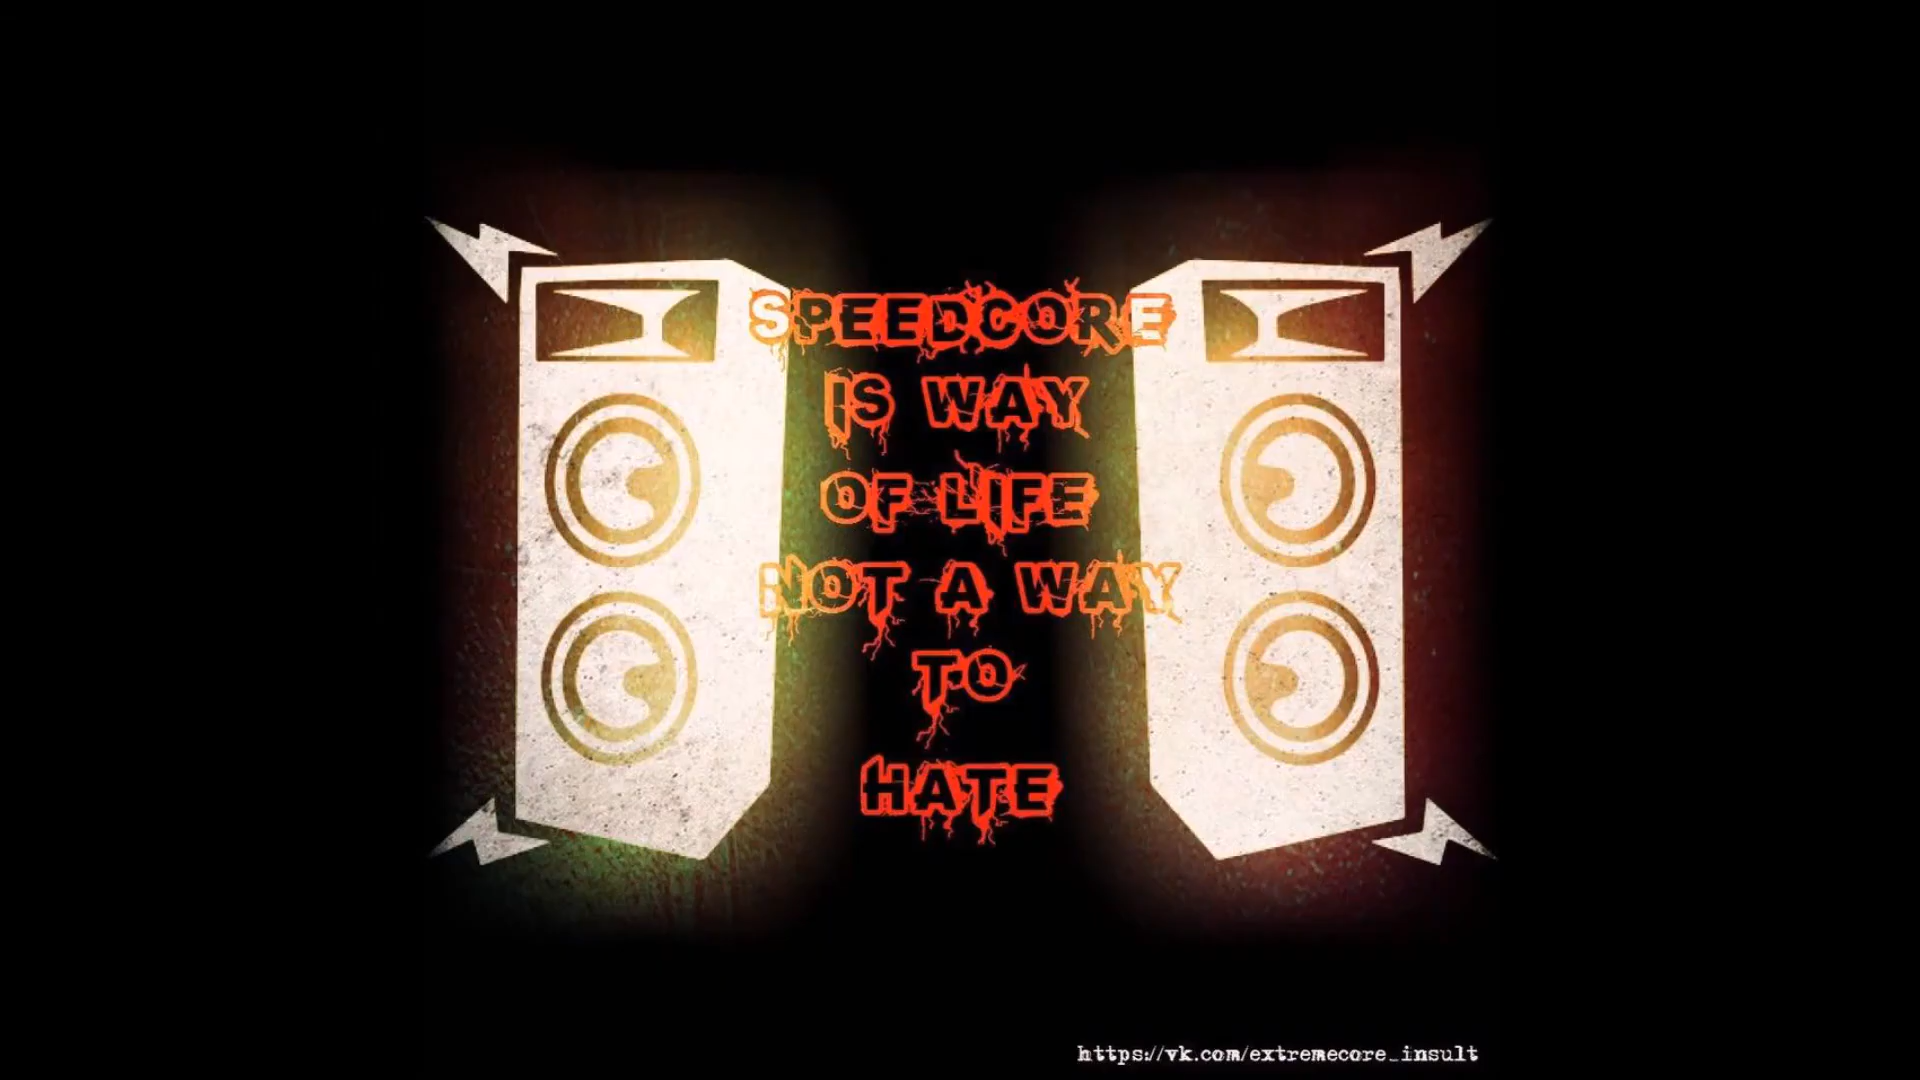 SPEEDCORE
IS WAY
OF LIFE
NOT A WAY
TO
HATE
https://vk.com/extremecore_insult